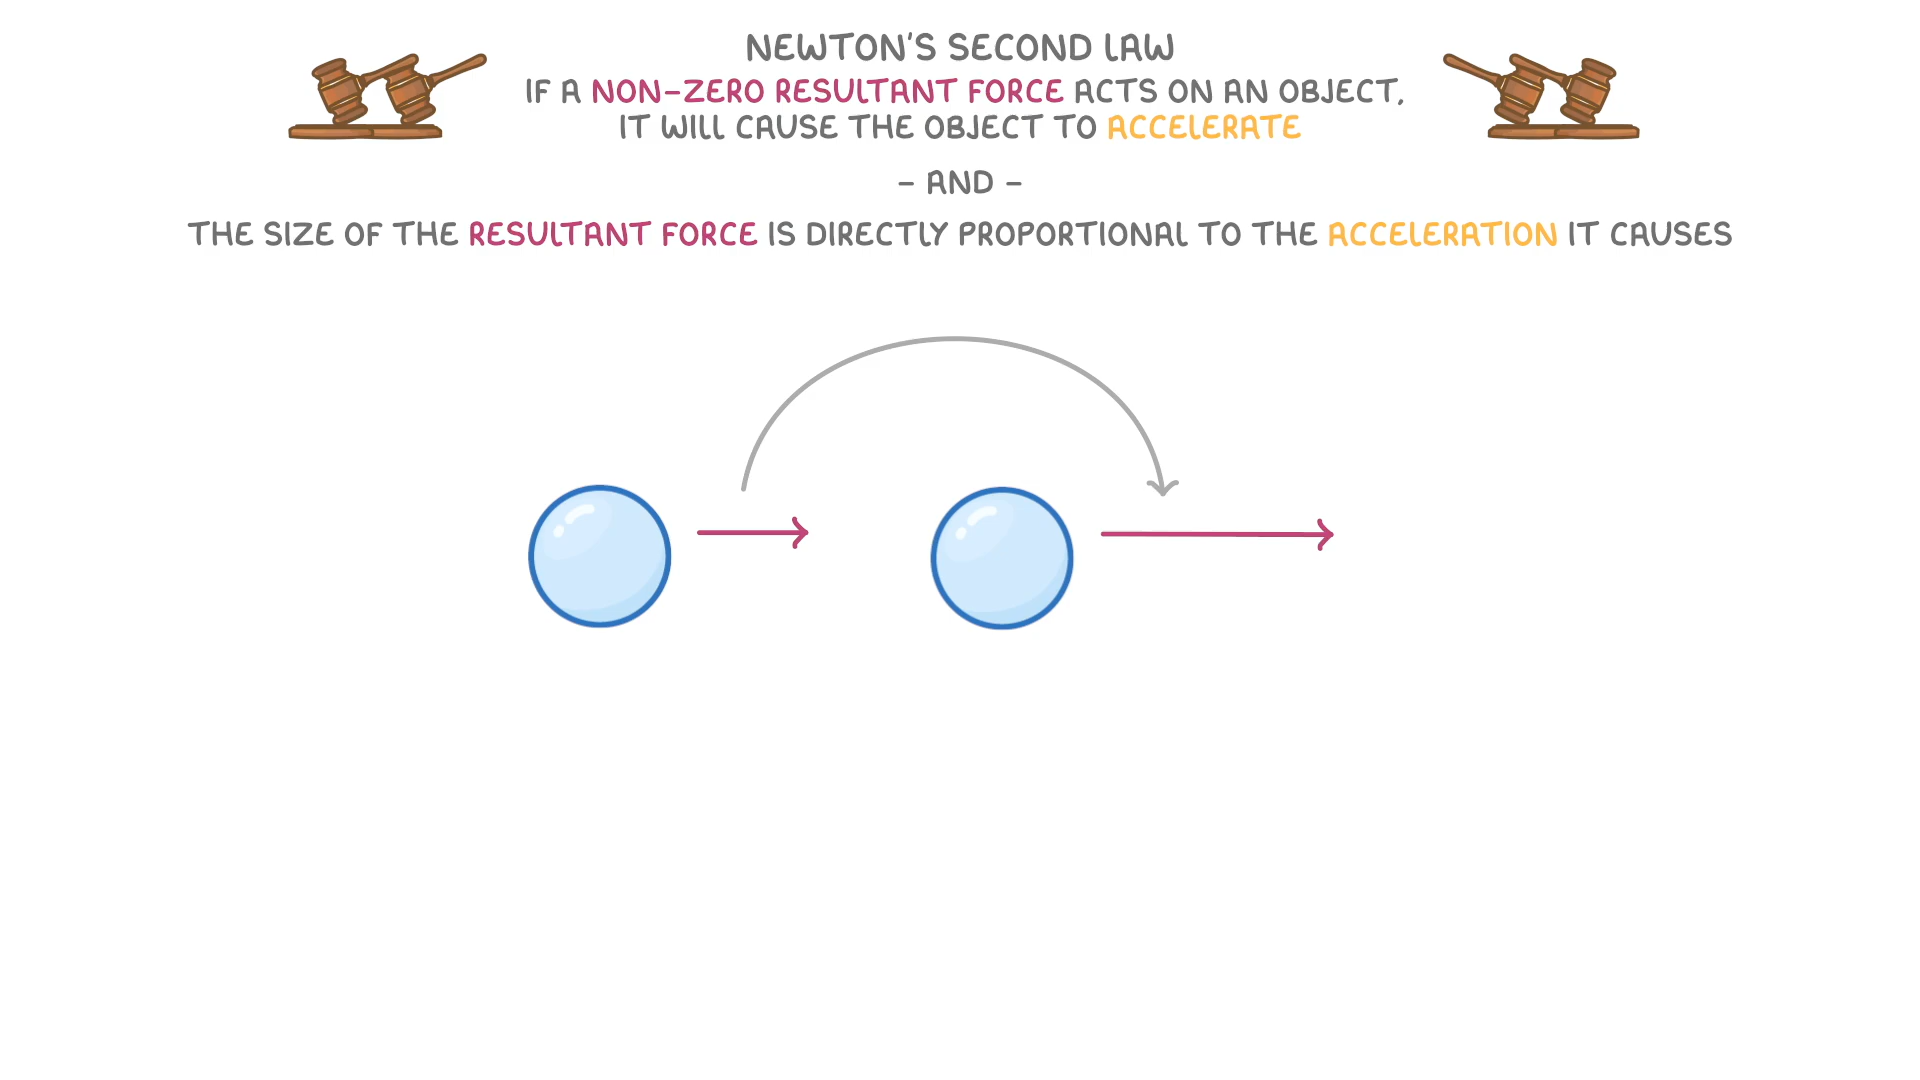 NEWTON'S SECOND LAW
IF A NON-ZERO RESULTANT FORCE ACTS ON AN OBJECT,
IT WILL CAUSE THE OBJECT TO ACCELERATE
- AND -
THE SIZE OF THE RESULTANT FORCE IS DIRECTLY PROPORTIONAL TO THE ACCELERATION IT CAUSES